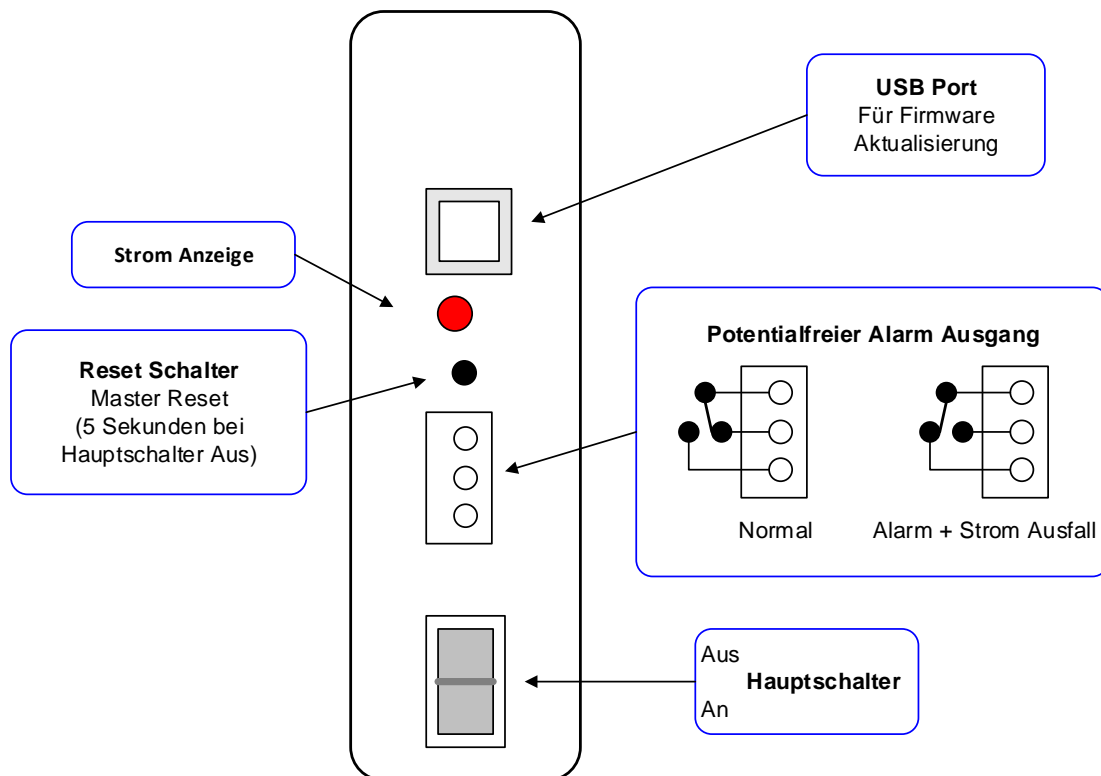 USB Port
Für Firmware
Aktualisierung
Strom Anzeige
Reset Schalter
Master Reset
(5 Sekunden bei
Hauptschalter Aus)
Potentialfreier Alarm Ausgang
Normal
Alarm + Strom Ausfall
Aus
Hauptschalter
An